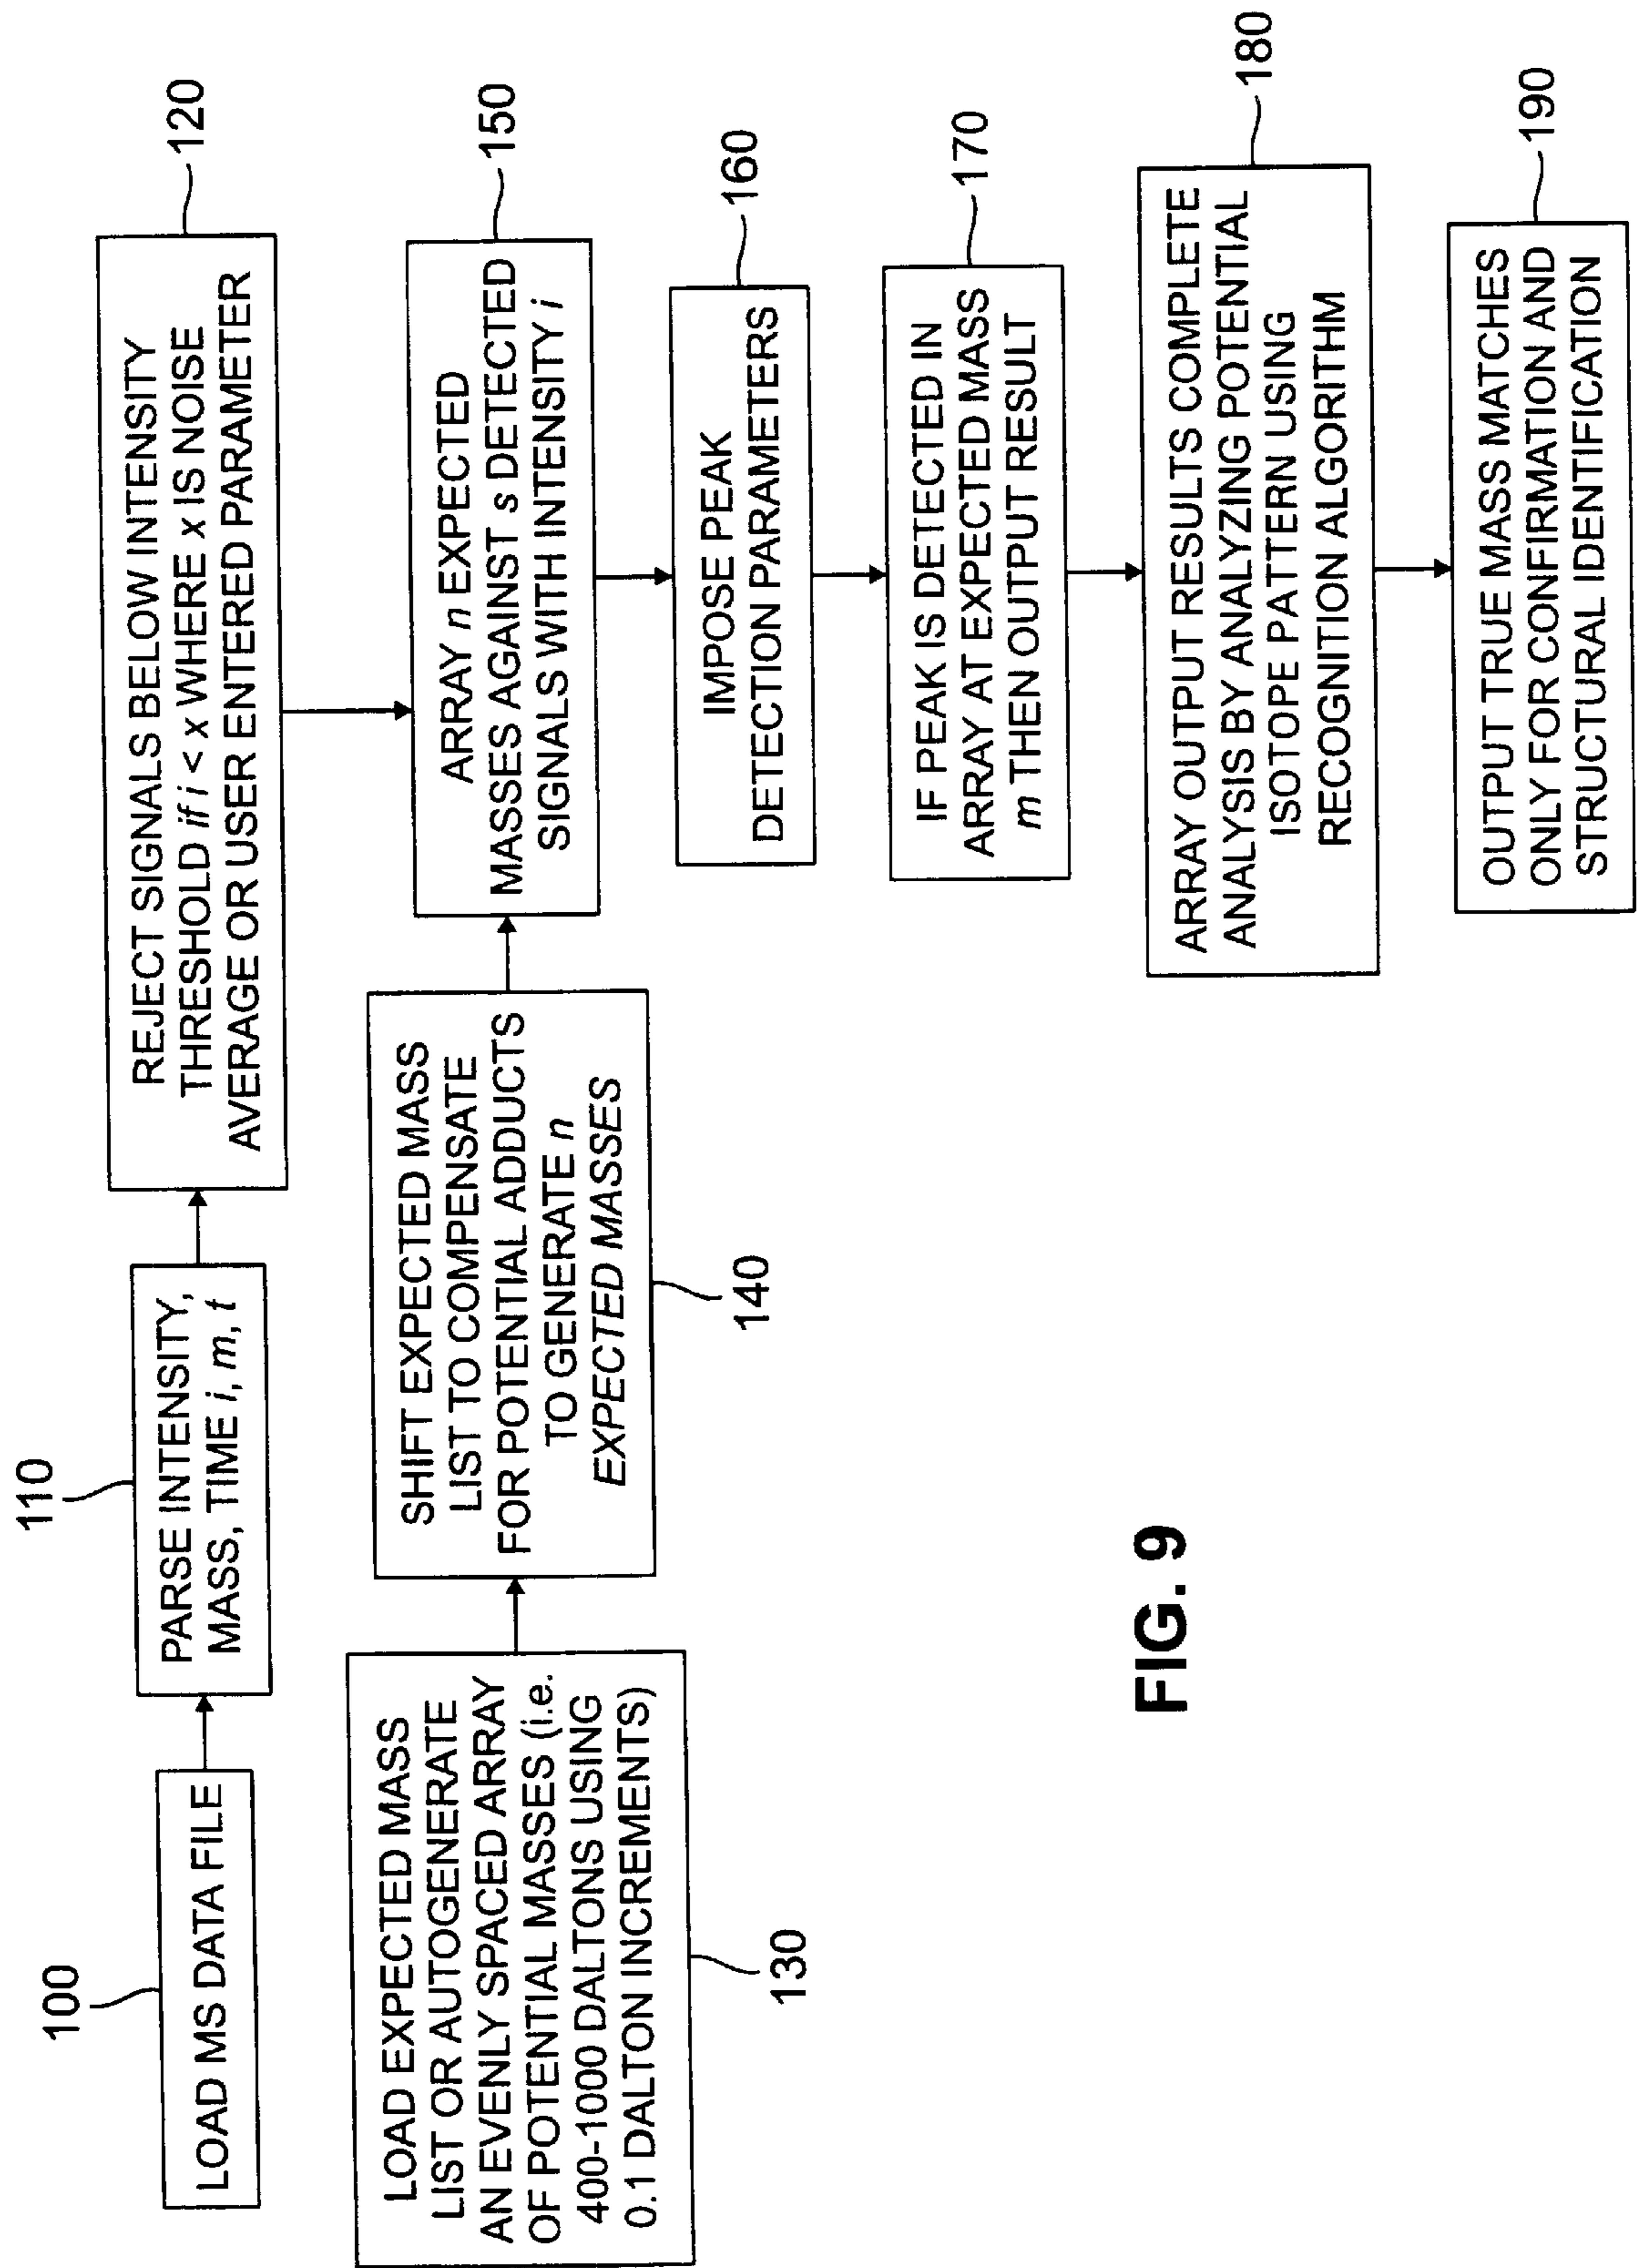 100
LOAD MS DATA FILE
110
PARSE INTENSITY,
MASS, TIME i, m, t
120
REJECT SIGNALS BELOW INTENSITY
THRESHOLD if i < x WHERE x IS NOISE
AVERAGE OR USER ENTERED PARAMETER
130
LOAD EXPECTED MASS
LIST OR AUTOGENERATE
AN EVENLY SPACED ARRAY
OF POTENTIAL MASSES (i.e.
400-1000 DALTONS USING
0.1 DALTON INCREMENTS)
140
SHIFT EXPECTED MASS
LIST TO COMPENSATE
FOR POTENTIAL ADDUCTS
TO GENERATE n
EXPECTED MASSES
150
ARRAY n EXPECTED
MASSES AGAINST s DETECTED
SIGNALS WITH INTENSITY i
160
IMPOSE PEAK
DETECTION PARAMETERS
170
IF PEAK IS DETECTED IN
ARRAY AT EXPECTED MASS
m THEN OUTPUT RESULT
180
ARRAY OUTPUT RESULTS COMPLETE
ANALYSIS BY ANALYZING POTENTIAL
ISOTOPE PATTERN USING
RECOGNITION ALGORITHM
190
OUTPUT TRUE MASS MATCHES
ONLY FOR CONFIRMATION AND
STRUCTURAL IDENTIFICATION
FIG. 9